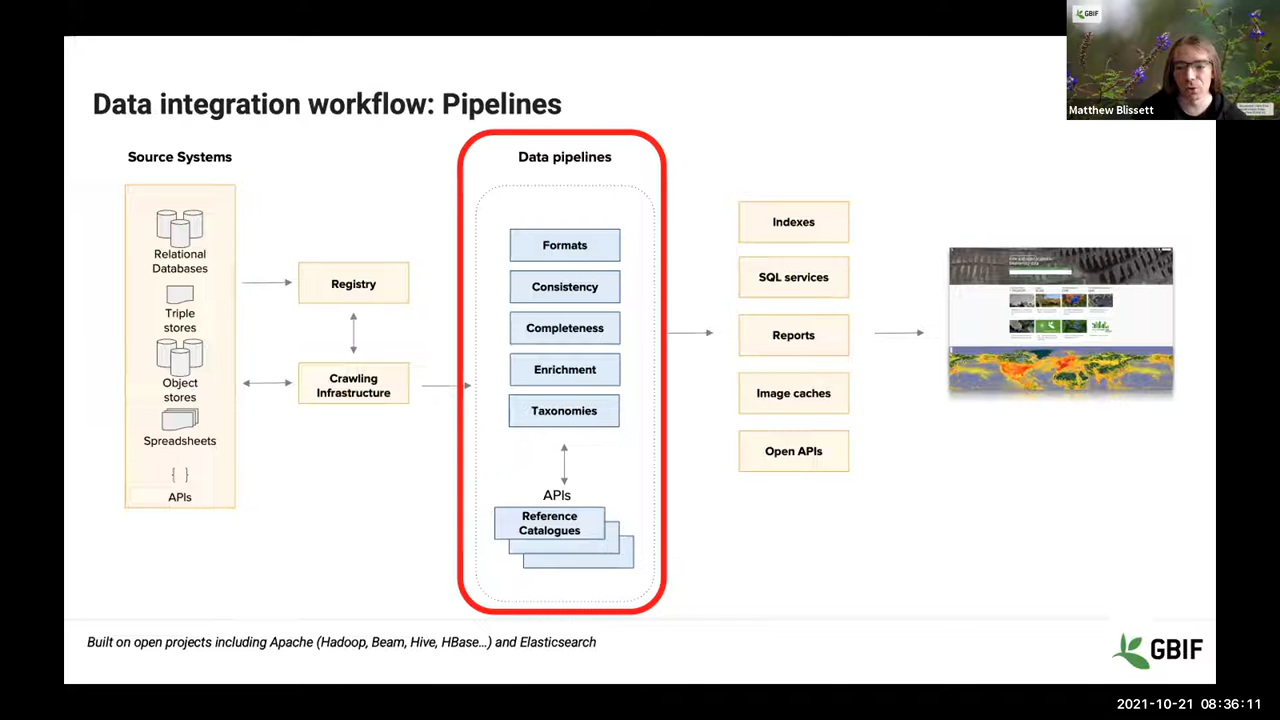 GBIF
Matthew Blissett
Data integration workflow: Pipelines
Source Systems
Relational
Databases
Triple
stores
Object
stores
Spreadsheets
{ }
APIs
Registry
Crawling
Infrastructure
Data pipelines
Formats
Consistency
Completeness
Enrichment
Taxonomies
APIs
Reference
Catalogues
Indexes
SQL services
Reports
Image caches
Open APIs
Built on open projects including Apache (Hadoop, Beam, Hive, HBase...) and Elasticsearch
GBIF
2021-10-21 08:36:11